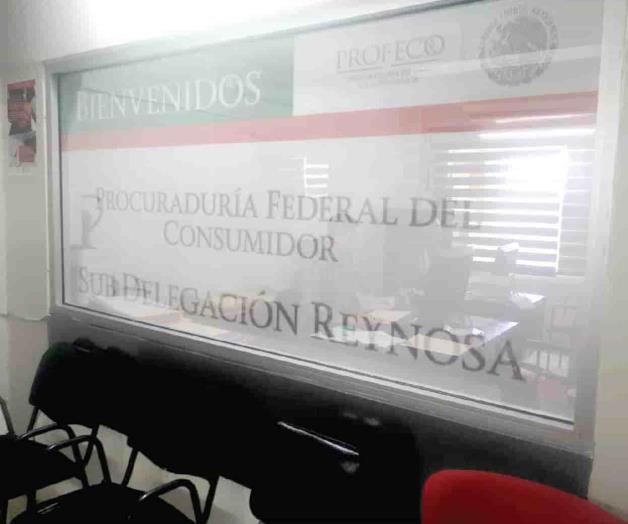 BIENVENIDOS
PROFECO
PROCURADURÍA FEDERAL DEL
CONSUMIDOR
SUB DELEGACIÓN REYNOSA